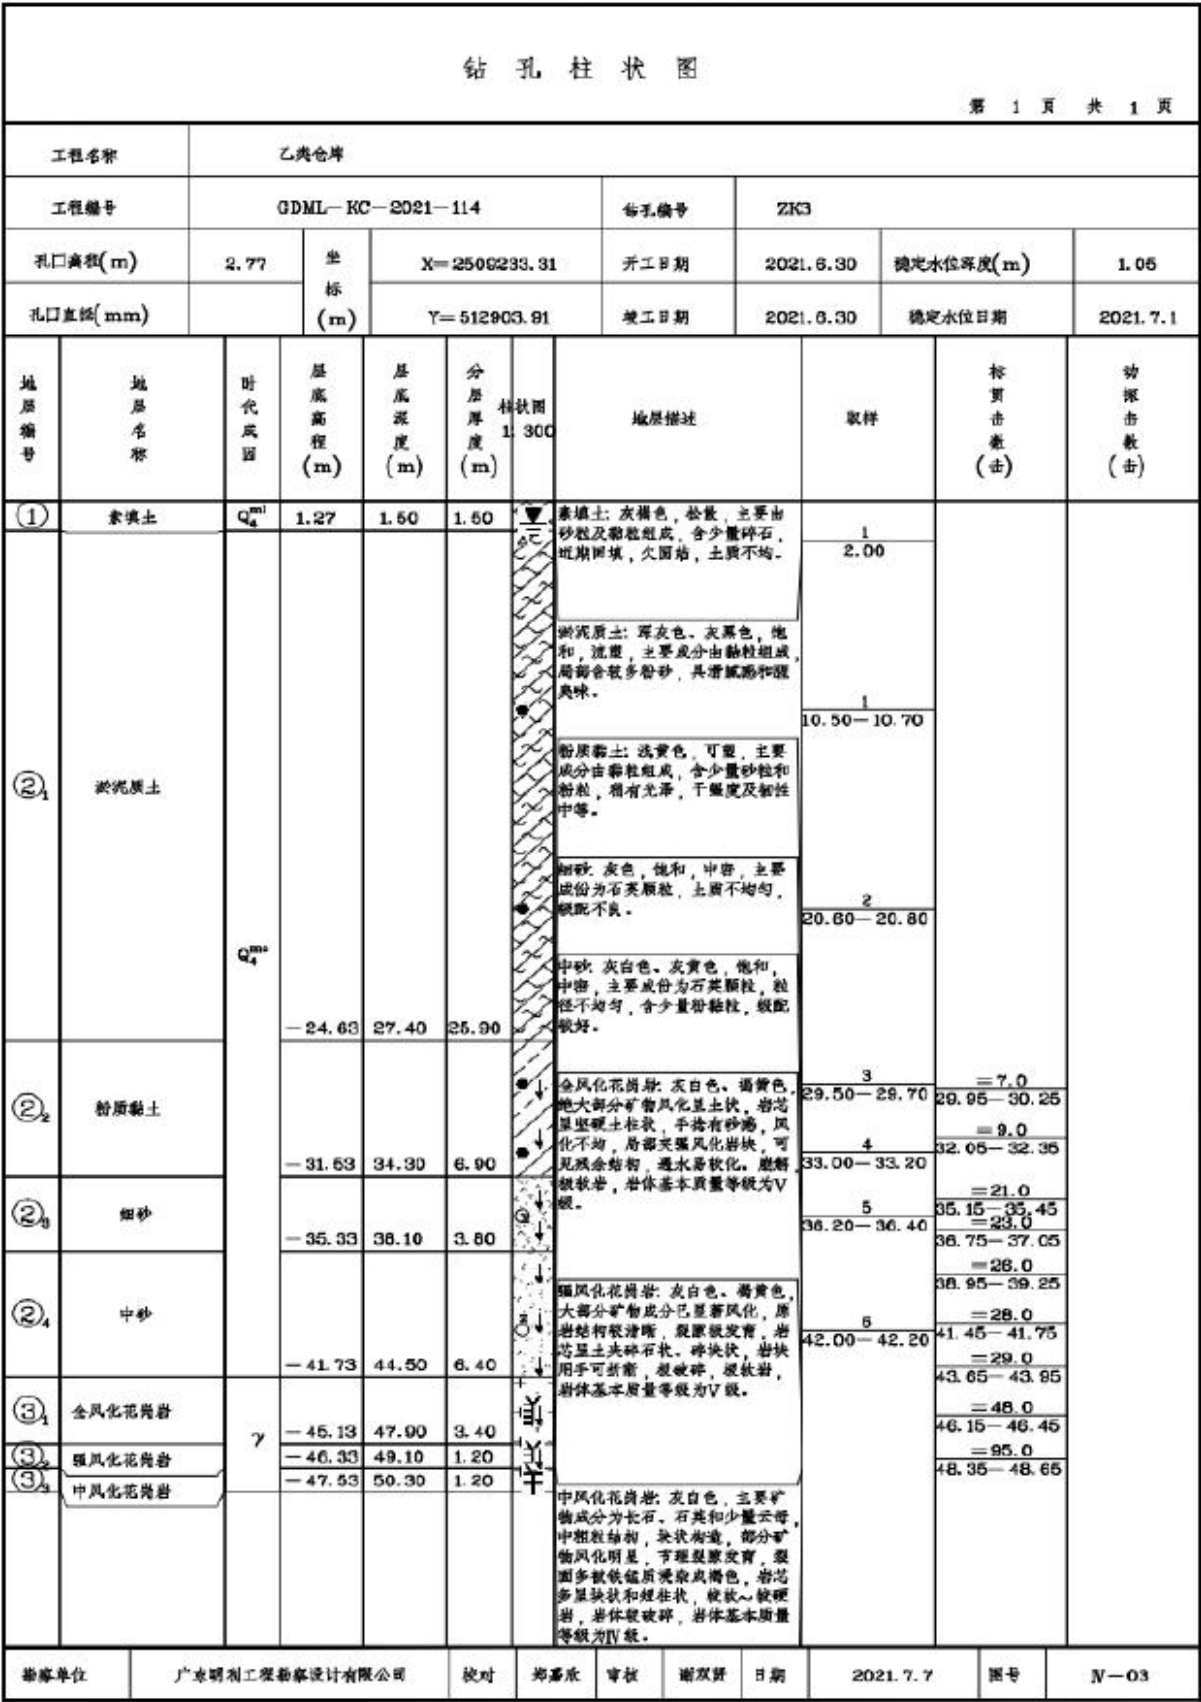 钻孔柱状图
第 1 页 共 1 页
工程名称 乙类仓库
工程编号 GDML-KC-2021-114 钻孔编号 ZK3
孔口高程(m) 2.77 坐标(m) X=2509233.31 开工日期 2021.6.30 稳定水位深度(m) 1.05
孔口直径(mm) Y=512903.91 竣工日期 2021.6.30 稳定水位日期 2021.7.1
地层编号 地层名称 时代成因 层底高程(m) 层底深度(m) 分层厚度(m) 柱状图 1:300 地层描述 取样 标贯击数(击) 动探击数(击)
① 素填土 Q4ml 1.27 1.50 1.50
②1 淤泥质土 Q4mc -24.63 27.40 25.90
②2 粉质黏土 -31.53 34.30 6.90
②3 细砂 -35.33 38.10 3.80
②4 中砂 -41.73 44.50 6.40
③1 全风化花岗岩 γ -45.13 47.90 3.40
③2 强风化花岗岩 -46.33 49.10 1.20
③3 中风化花岗岩 -47.53 50.30 1.20
素填土: 灰褐色，松散，主要由
砂粒及黏粒组成，含少量碎石，
近期回填，欠固结，土质不均。
淤泥质土: 深灰色、灰黑色，饱
和，流塑，主要成分由黏粒组成，
局部含较多粉砂，具滑腻感和腥
臭味。
粉质黏土: 浅黄色，可塑，主要
成分由黏粒组成，含少量砂粒和
粉粒，稍有光泽，干强度及韧性
中等。
细砂: 灰色，饱和，中密，主要
成份为石英颗粒，土质不均匀，
级配不良。
中砂: 灰白色、灰黄色，饱和，
中密，主要成份为石英颗粒，粒
径不均匀，含少量粉黏粒，级配
较好。
全风化花岗岩: 灰白色、褐黄色，
绝大部分矿物风化呈土状，岩芯
呈坚硬土柱状，手捻有砂感，风
化不均，局部夹强风化岩块，可
见残余结构，遇水易软化、崩解
极软岩，岩体基本质量等级为V
级。
强风化花岗岩: 灰白色、褐黄色，
大部分矿物成分已显著风化，原
岩结构较清晰，裂隙极发育，岩
芯呈土夹碎石状、碎块状，岩块
用手可折断，极破碎，极软岩，
岩体基本质量等级为V级。
中风化花岗岩: 灰白色，主要矿
物成分为长石、石英和少量云母，
中粗粒结构，块状构造，部分矿
物风化明显，节理裂隙发育，裂
面多被铁锰质浸染成褐色，岩芯
多呈块状和短柱状，较软~较硬
岩，岩体较破碎，岩体基本质量
等级为Ⅳ级。
1
2.00
1
10.50-10.70
2
20.60-20.80
3
29.50-29.70
4
33.00-33.20
5
36.20-36.40
6
42.00-42.20
=7.0
29.95-30.25
=9.0
32.05-32.35
=21.0
35.15-35.45
=23.0
36.75-37.05
=26.0
38.95-39.25
=28.0
41.45-41.75
=29.0
43.65-43.95
=48.0
46.15-46.45
=95.0
48.35-48.65
勘察单位 广东明利工程勘察设计有限公司 校对 郑嘉欣 审核 谢双贤 日期 2021.7.7 图号 Ⅳ-03